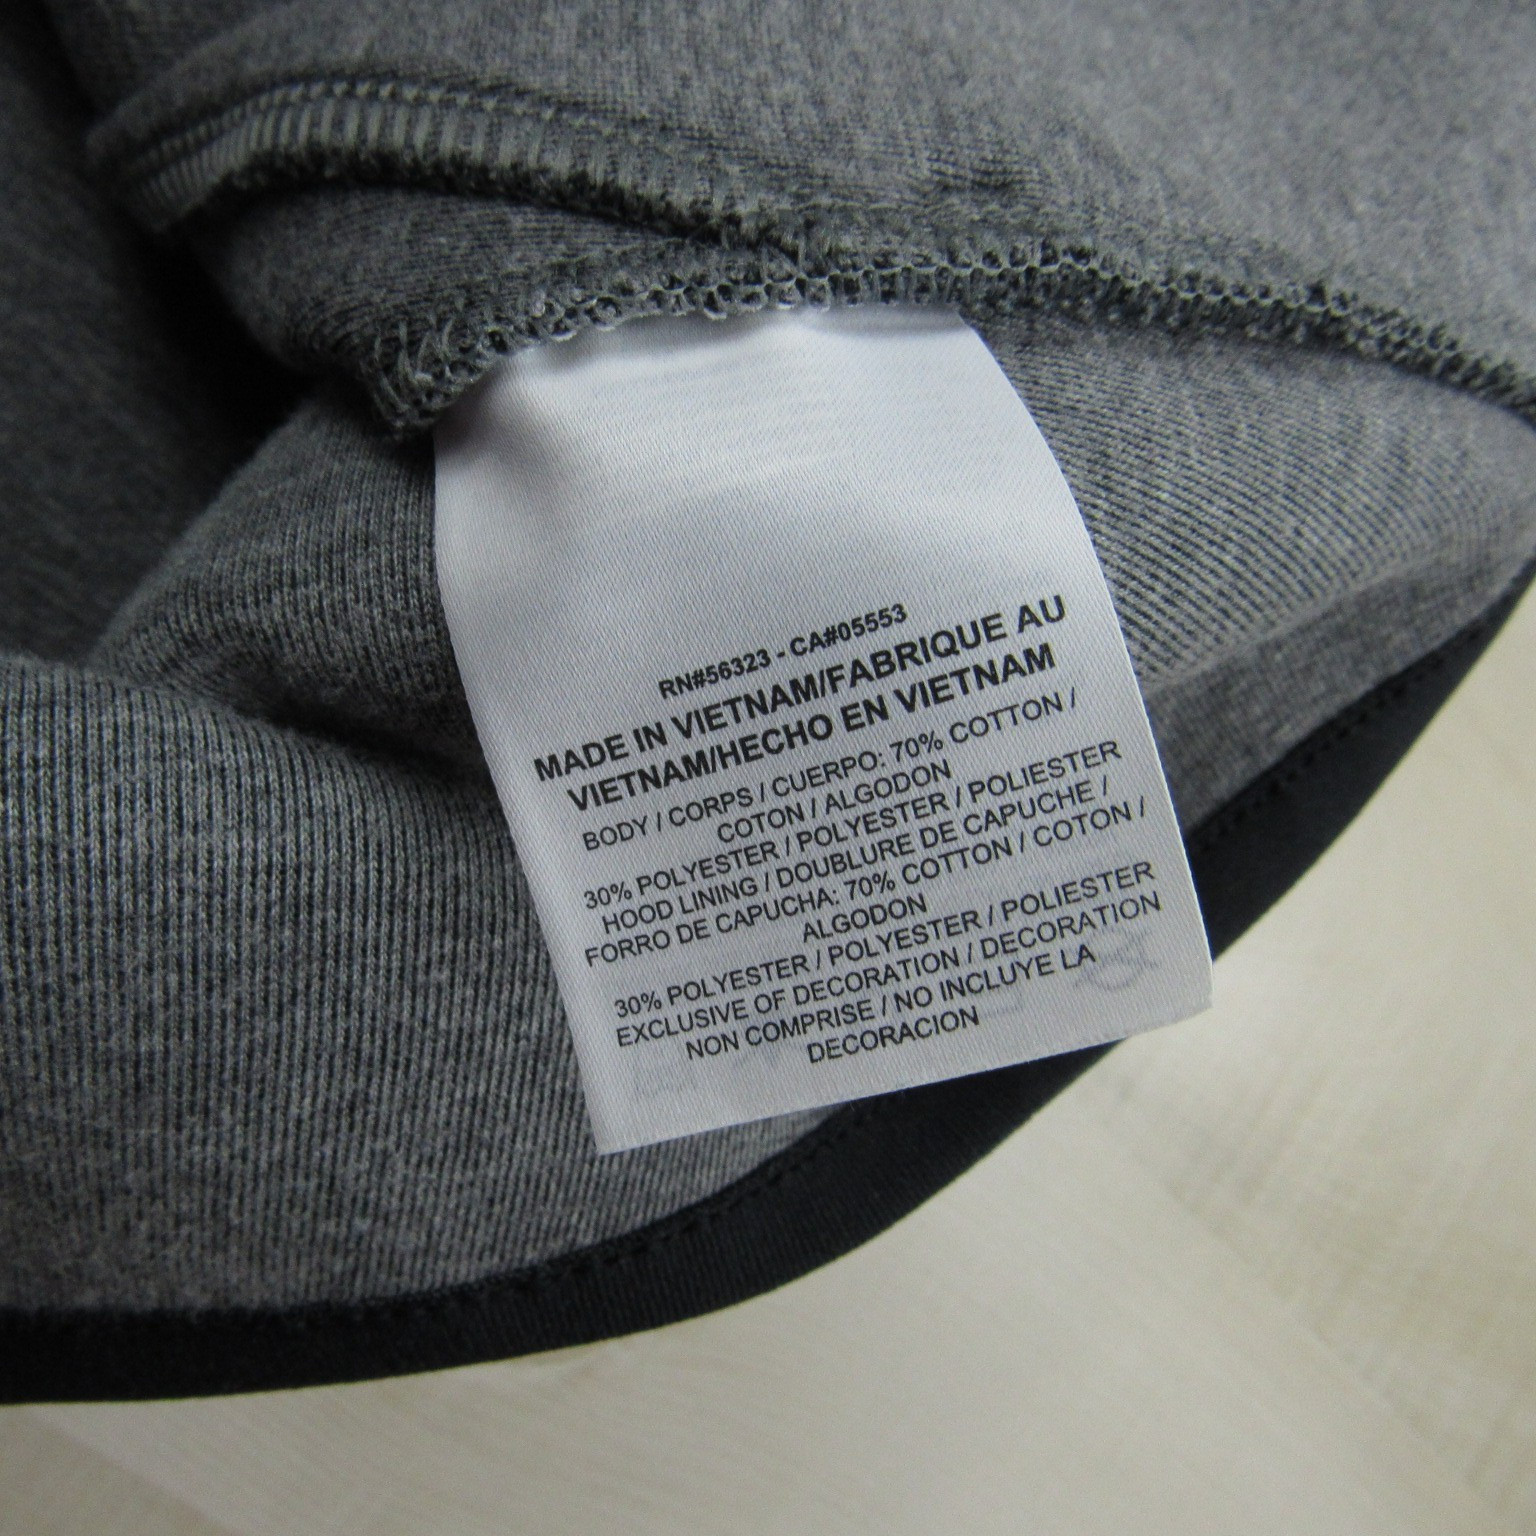 RN#56323 - CA#05553
MADE IN VIETNAM/FABRIQUE AU
VIETNAM/HECHO EN VIETNAM
BODY / CORPS / CUERPO: 70% COTTON /
COTON / ALGODON
30% POLYESTER / POLYESTER / POLIESTER
HOOD LINING / DOUBLURE DE CAPUCHE /
FORRO DE CAPUCHA: 70% COTTON / COTON /
ALGODON
30% POLYESTER / POLYESTER / POLIESTER
EXCLUSIVE OF DECORATION / DECORATION
NON COMPRISE / NO INCLUYE LA
DECORACION